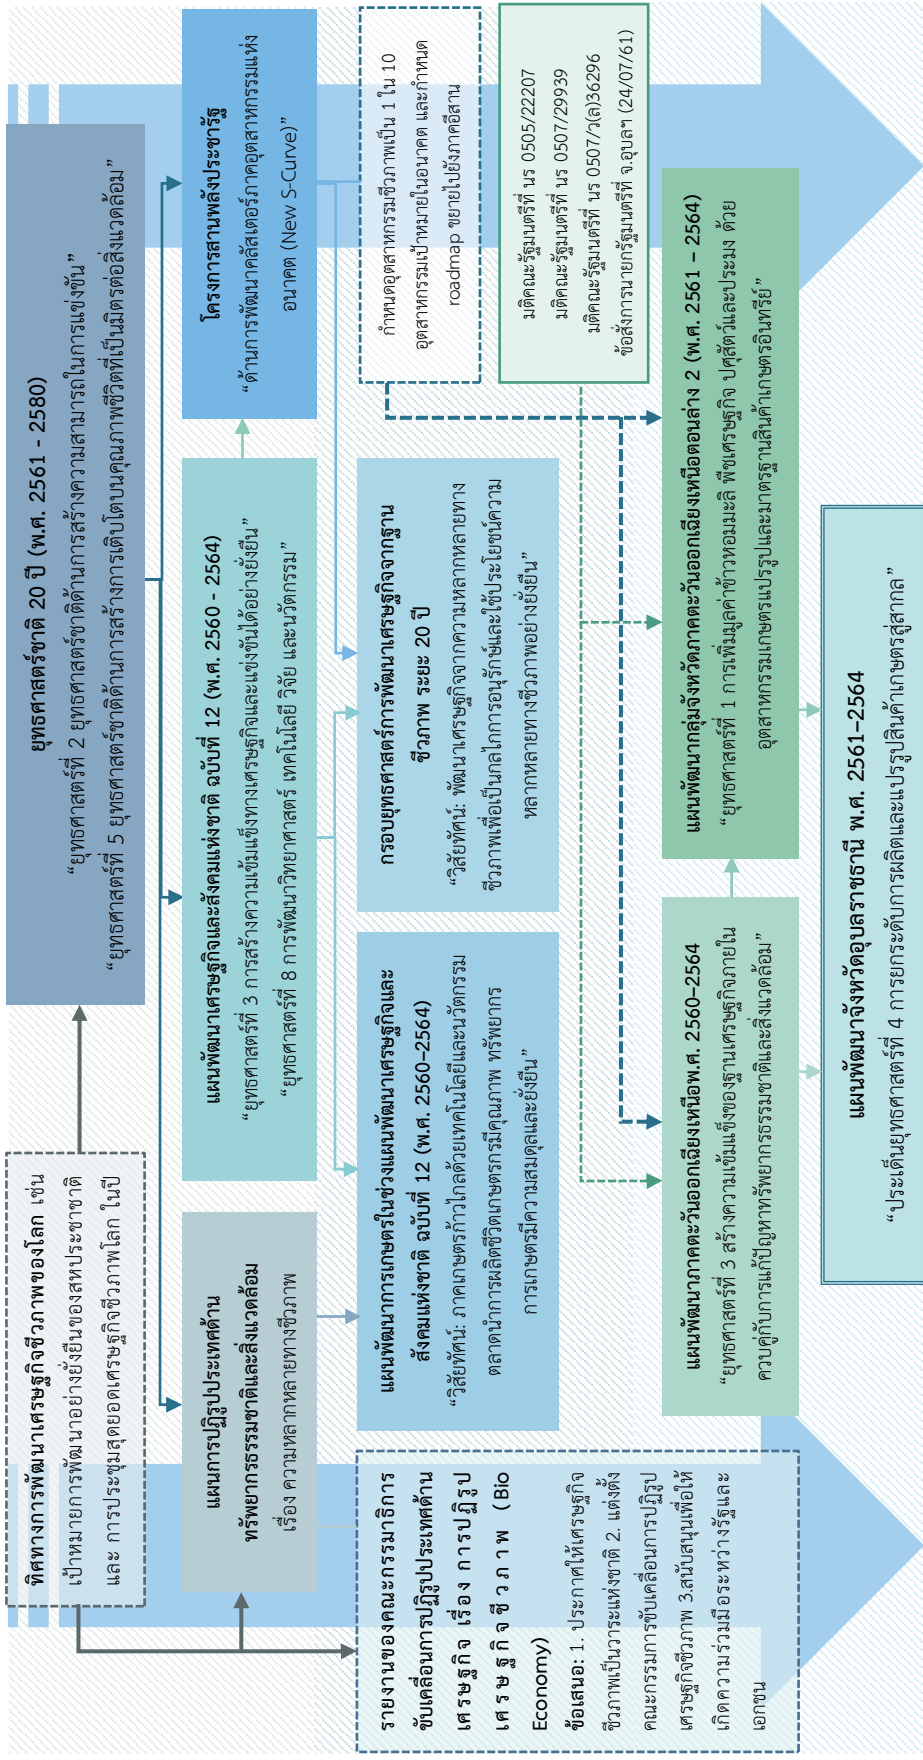 ทิศทางการพัฒนาเศรษฐกิจชีวภาพของโลก เช่น
เป้าหมายการพัฒนาอย่างยั่งยืนของสหประชาชาติ
และ การประชุมสุดยอดเศรษฐกิจชีวภาพโลก ในปี
ยุทธศาสตร์ชาติ 20 ปี (พ.ศ. 2561 - 2580)
“ยุทธศาสตร์ที่ 2 ยุทธศาสตร์ชาติด้านการสร้างความสามารถในการแข่งขัน”
“ยุทธศาสตร์ที่ 5 ยุทธศาสตร์ชาติด้านการสร้างการเติบโตบนคุณภาพชีวิตที่เป็นมิตรต่อสิ่งแวดล้อม”
แผนการปฏิรูปประเทศด้าน
ทรัพยากรธรรมชาติและสิ่งแวดล้อม
เรื่อง ความหลากหลายทางชีวภาพ
แผนพัฒนาเศรษฐกิจและสังคมแห่งชาติ ฉบับที่ 12 (พ.ศ. 2560 - 2564)
“ยุทธศาสตร์ที่ 3 การสร้างความเข้มแข็งทางเศรษฐกิจและแข่งขันได้อย่างยั่งยืน”
“ยุทธศาสตร์ที่ 8 การพัฒนาวิทยาศาสตร์ เทคโนโลยี วิจัย และนวัตกรรม”
โครงการสานพลังประชารัฐ
“ด้านการพัฒนาคลัสเตอร์ภาคอุตสาหกรรมแห่ง
อนาคต (New S-Curve)”
รายงานของคณะกรรมาธิการ
ขับเคลื่อนการปฏิรูปประเทศด้าน
เศรษฐกิจ เรื่อง การปฏิรูป
เศรษฐกิจชีวภาพ (Bio
Economy)
ข้อเสนอ: 1. ประกาศให้เศรษฐกิจ
ชีวภาพเป็นวาระแห่งชาติ 2. แต่งตั้ง
คณะกรรมการขับเคลื่อนการปฏิรูป
เศรษฐกิจชีวภาพ 3.สนับสนุนเพื่อให้
เกิดความร่วมมือระหว่างรัฐและ
เอกชน
แผนพัฒนาการเกษตรในช่วงแผนพัฒนาเศรษฐกิจและ
สังคมแห่งชาติ ฉบับที่ 12 (พ.ศ. 2560-2564)
“วิสัยทัศน์: ภาคเกษตรก้าวไกลด้วยเทคโนโลยีและนวัตกรรม
ตลาดนำการผลิตชีวิตเกษตรกรมีคุณภาพ ทรัพยากร
การเกษตรมีความสมดุลและยั่งยืน”
กรอบยุทธศาสตร์การพัฒนาเศรษฐกิจจากฐาน
ชีวภาพ ระยะ 20 ปี
“วิสัยทัศน์: พัฒนาเศรษฐกิจจากความหลากหลายทาง
ชีวภาพเพื่อเป็นกลไกการอนุรักษ์และใช้ประโยชน์ความ
หลากหลายทางชีวภาพอย่างยั่งยืน”
กำหนดอุตสาหกรรมชีวภาพเป็น 1 ใน 10
อุตสาหกรรมเป้าหมายในอนาคต และกำหนด
roadmap ขยายไปยังภาคอีสาน
มติคณะรัฐมนตรีที่ นร 0505/22207
มติคณะรัฐมนตรีที่ นร 0507/29939
มติคณะรัฐมนตรีที่ นร 0507/ว(ล)36296
ข้อสั่งการนายกรัฐมนตรีที่ จ.อุบลฯ (24/07/61)
แผนพัฒนาภาคตะวันออกเฉียงเหนือพ.ศ. 2560-2564
“ยุทธศาสตร์ที่ 3 สร้างความเข้มแข็งของฐานเศรษฐกิจภายใน
ควบคู่กับการแก้ปัญหาทรัพยากรธรรมชาติและสิ่งแวดล้อม”
แผนพัฒนากลุ่มจังหวัดภาคตะวันออกเฉียงเหนือตอนล่าง 2 (พ.ศ. 2561 - 2564)
“ยุทธศาสตร์ที่ 1 การเพิ่มมูลค่าข้าวหอมมะลิ พืชเศรษฐกิจ ปศุสัตว์และประมง ด้วย
อุตสาหกรรมเกษตรแปรรูปและมาตรฐานสินค้าเกษตรอินทรีย์”
แผนพัฒนาจังหวัดอุบลราชธานี พ.ศ. 2561-2564
“ประเด็นยุทธศาสตร์ที่ 4 การยกระดับการผลิตและแปรรูปสินค้าเกษตรสู่สากล”